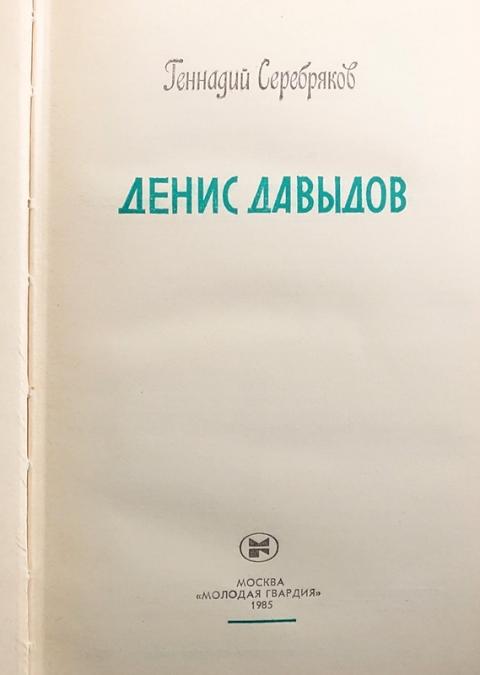 Геннадий Серебряков
ДЕНИС ДАВЫДОВ
МОСКВА
«МОЛОДАЯ ГВАРДИЯ»
1985